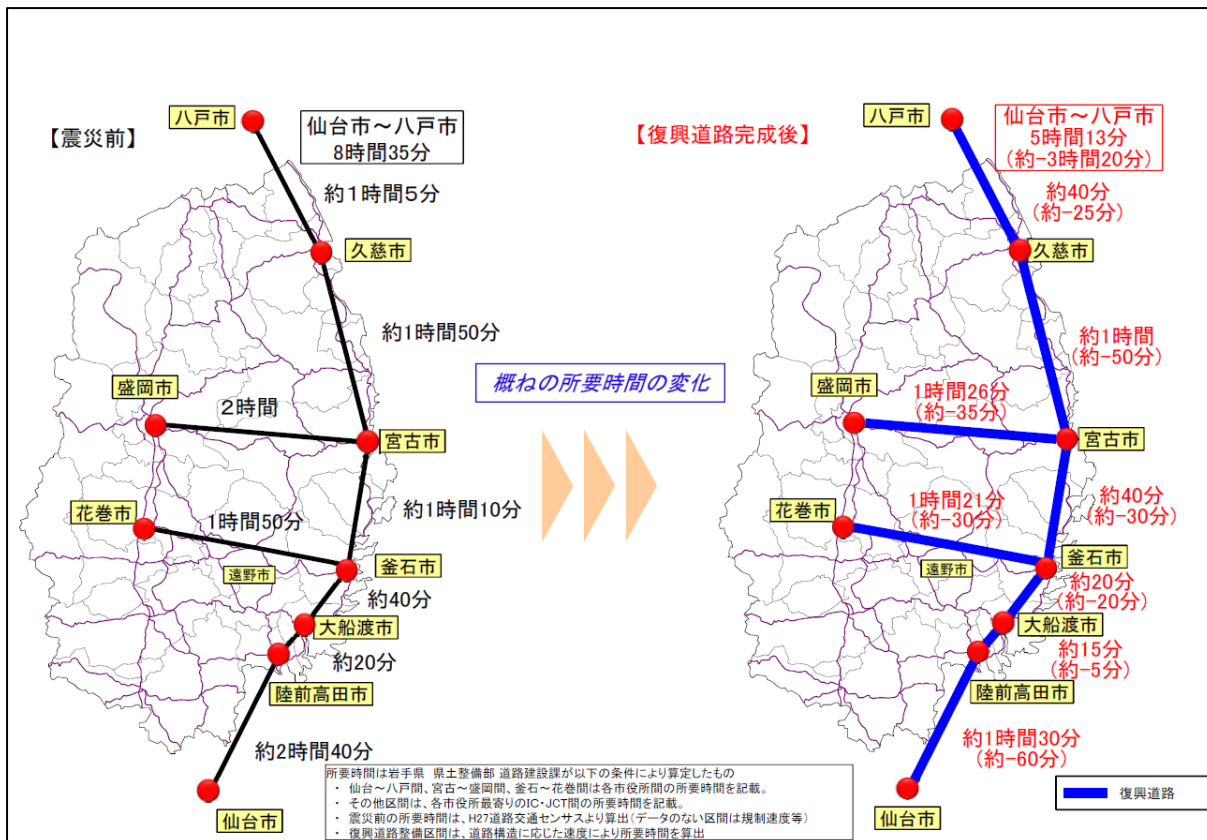 【震災前】
八戸市
仙台市～八戸市
8時間35分
約1時間5分
久慈市
約1時間50分
盛岡市
2時間
宮古市
約1時間10分
花巻市
1時間50分
遠野市
釜石市
約40分
大船渡市
約20分
陸前高田市
約2時間40分
仙台市
概ねの所要時間の変化
【復興道路完成後】
八戸市
仙台市～八戸市
5時間13分
(約-3時間20分)
約40分
(約-25分)
久慈市
約1時間
(約-50分)
盛岡市
1時間26分
(約-35分)
宮古市
約40分
(約-30分)
花巻市
1時間21分
(約-30分)
遠野市
釜石市
約20分
(約-20分)
大船渡市
約15分
(約-5分)
陸前高田市
約1時間30分
(約-60分)
仙台市
所要時間は岩手県　県土整備部 道路建設課が以下の条件により算定したもの
・ 仙台～八戸間、宮古～盛岡間、釜石～花巻間は各市役所間の所要時間を記載。
・ その他区間は、各市役所最寄りのIC・JCT間の所要時間を記載。
・ 震災前の所要時間は、H27道路交通センサスより算出(データのない区間は規制速度等)
・ 復興道路整備区間は、道路構造に応じた速度により所要時間を算出
復興道路